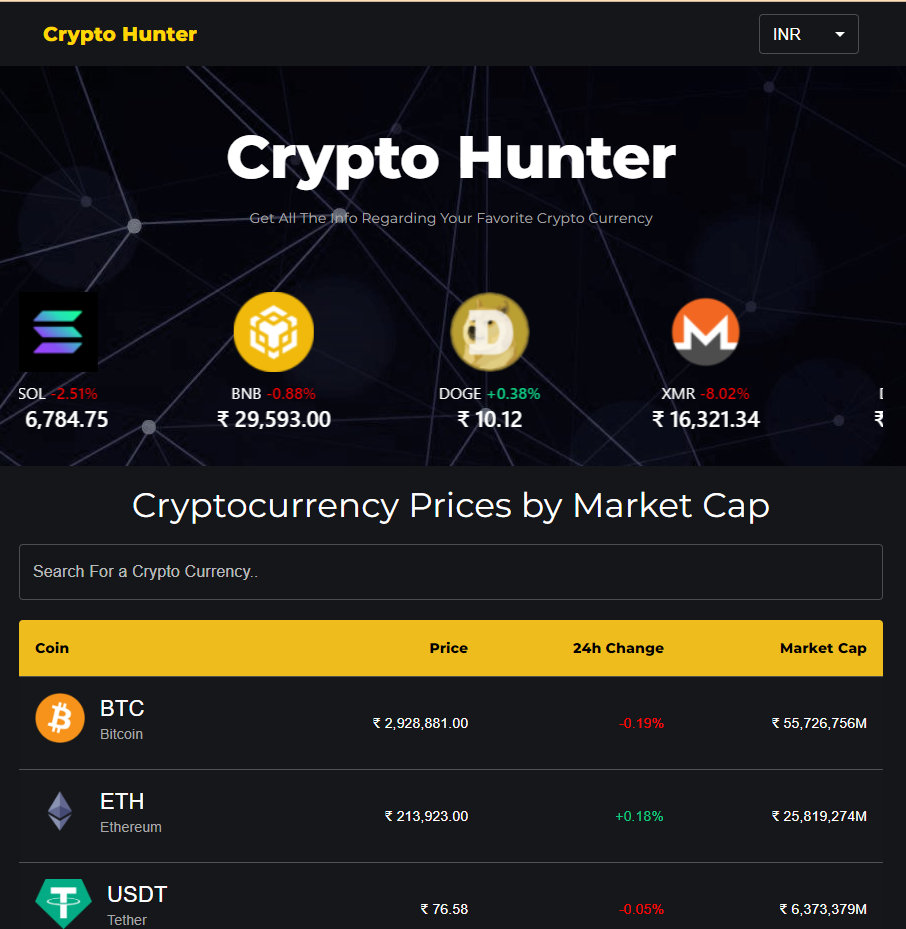 Crypto Hunter
INR
Crypto Hunter
Get All The Info Regarding Your Favorite Crypto Currency
SOL -2.51% BNB -0.88% DOGE +0.38% XMR -8.02%
6,784.75 ₹ 29,593.00 ₹ 10.12 ₹ 16,321.34 ₹
Cryptocurrency Prices by Market Cap
Search For a Crypto Currency..
Coin Price 24h Change Market Cap
BTC
Bitcoin
₹ 2,928,881.00 -0.19% ₹ 55,726,756M
ETH
Ethereum
₹ 213,923.00 +0.18% ₹ 25,819,274M
USDT
Tether
₹ 76.58 -0.05% ₹ 6,373,379M